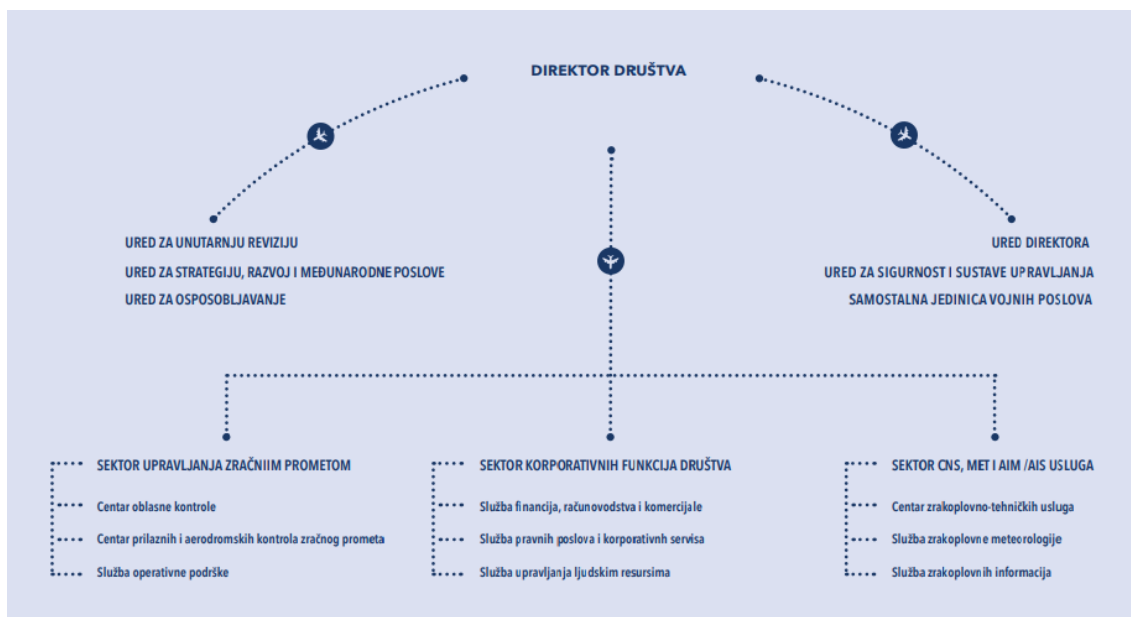 DIREKTOR DRUŠTVA
URED ZA UNUTARNJU REVIZIJU
URED ZA STRATEGIJU, RAZVOJ I MEĐUNARODNE POSLOVE
URED ZA OSPOSOBLJAVANJE
URED DIREKTORA
URED ZA SIGURNOST I SUSTAVE UPRAVLJANJA
SAMOSTALNA JEDINICA VOJNIH POSLOVA
SEKTOR UPRAVLJANJA ZRAČNIIM PROMETOM
Centar oblasne kontrole
Centar prilaznih i aerodromskih kontrola zračnog prometa
Služba operativne podrške
SEKTOR KORPORATIVNIH FUNKCIJA DRUŠTVA
Služba financija, računovodstva i komercijale
Služba pravnih poslova i korporativnh servisa
Služba upravljanja ljudskim resursima
SEKTOR CNS, MET I AIM /AIS USLUGA
Centar zrakoplovno-tehničkih usluga
Služba zrakoplovne meteorologije
Služba zrakoplovnih informacija